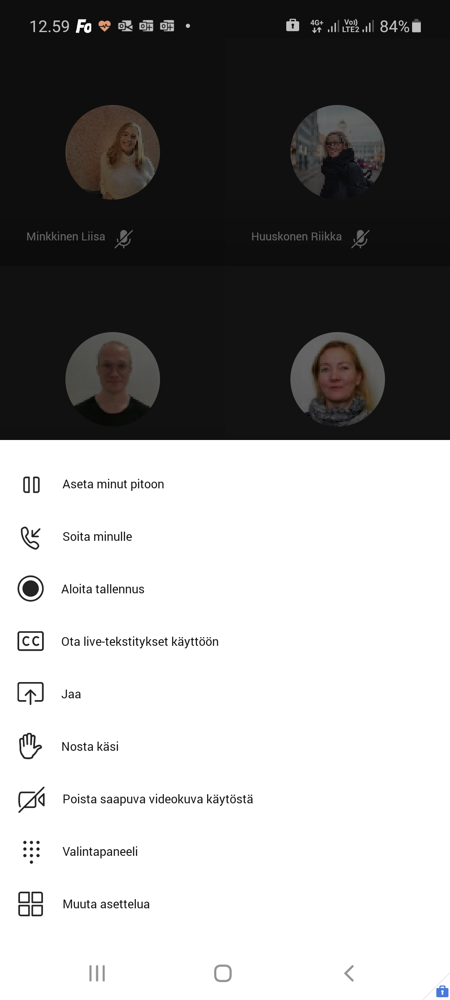 12.59 Fo 4G+ Vo)) LTE2 84%
Minkkinen Liisa
Huuskonen Riikka
Aseta minut pitoon
Soita minulle
Aloita tallennus
CC Ota live-tekstitykset käyttöön
Jaa
Nosta käsi
Poista saapuva videokuva käytöstä
Valintapaneeli
Muuta asettelua